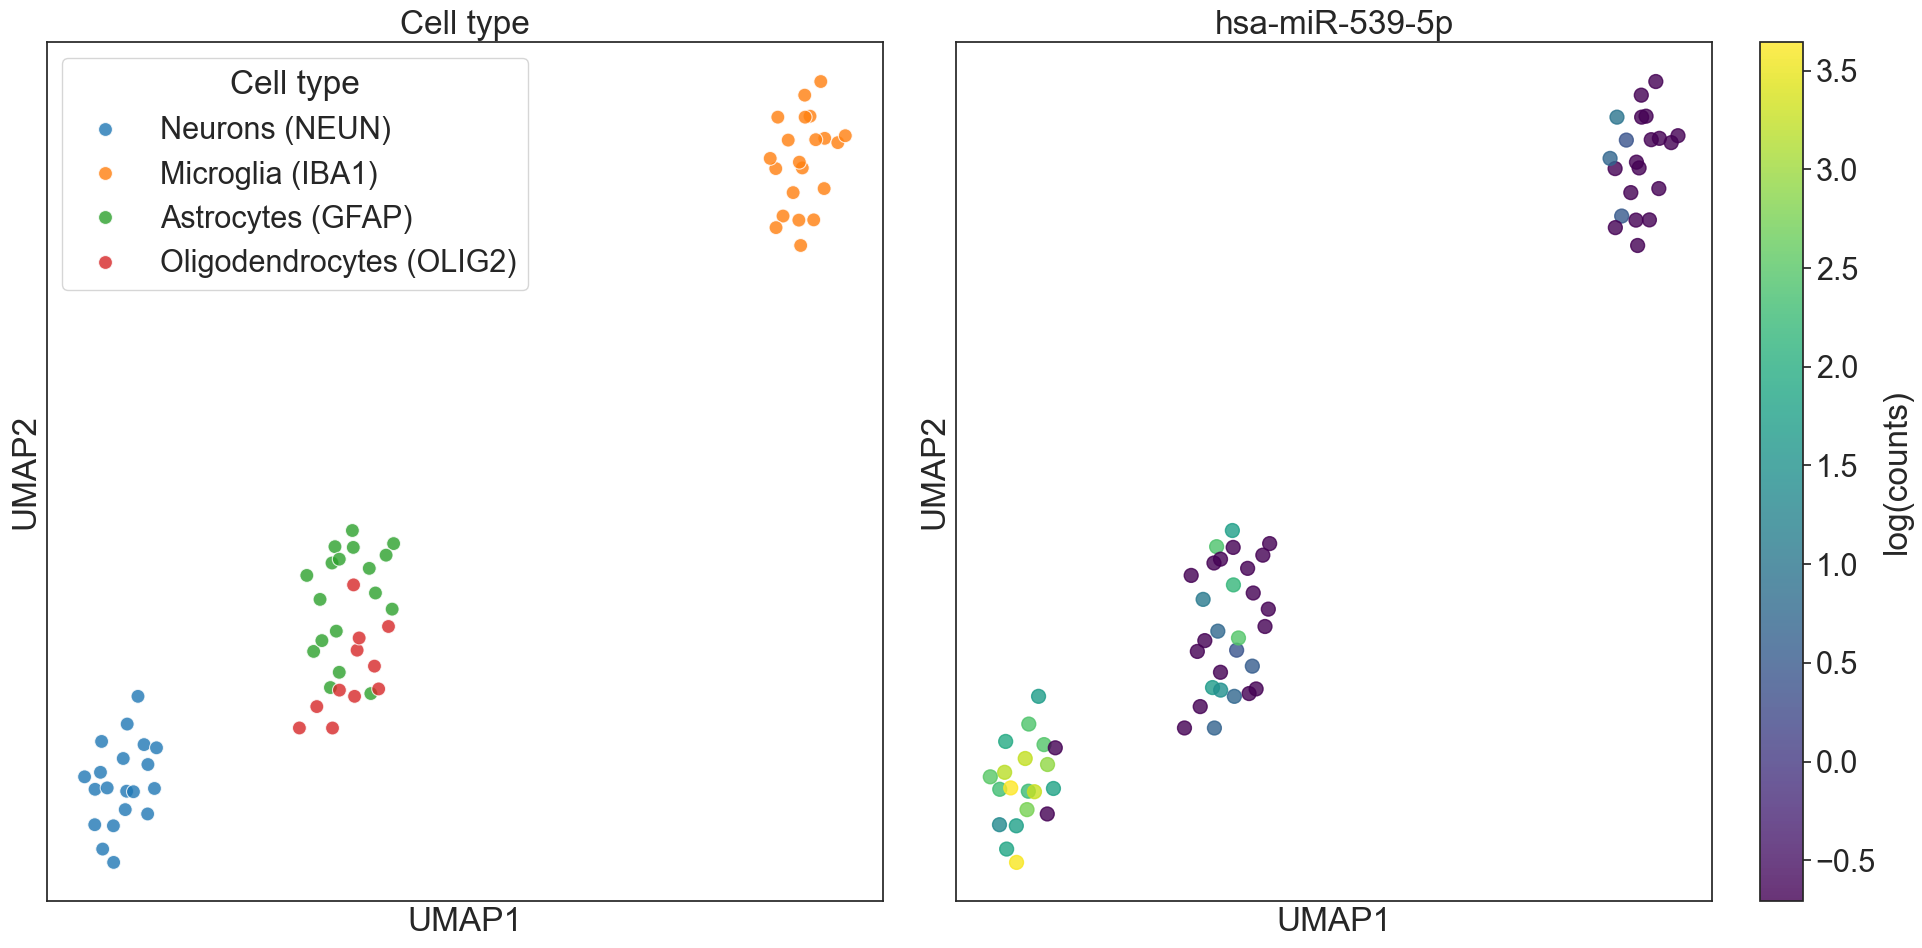 Cell type
Cell type
Neurons (NEUN)
Microglia (IBA1)
Astrocytes (GFAP)
Oligodendrocytes (OLIG2)
UMAP2
UMAP1
hsa-miR-539-5p
UMAP2
UMAP1
3.5
3.0
2.5
2.0
1.5
1.0
0.5
0.0
−0.5
log(counts)